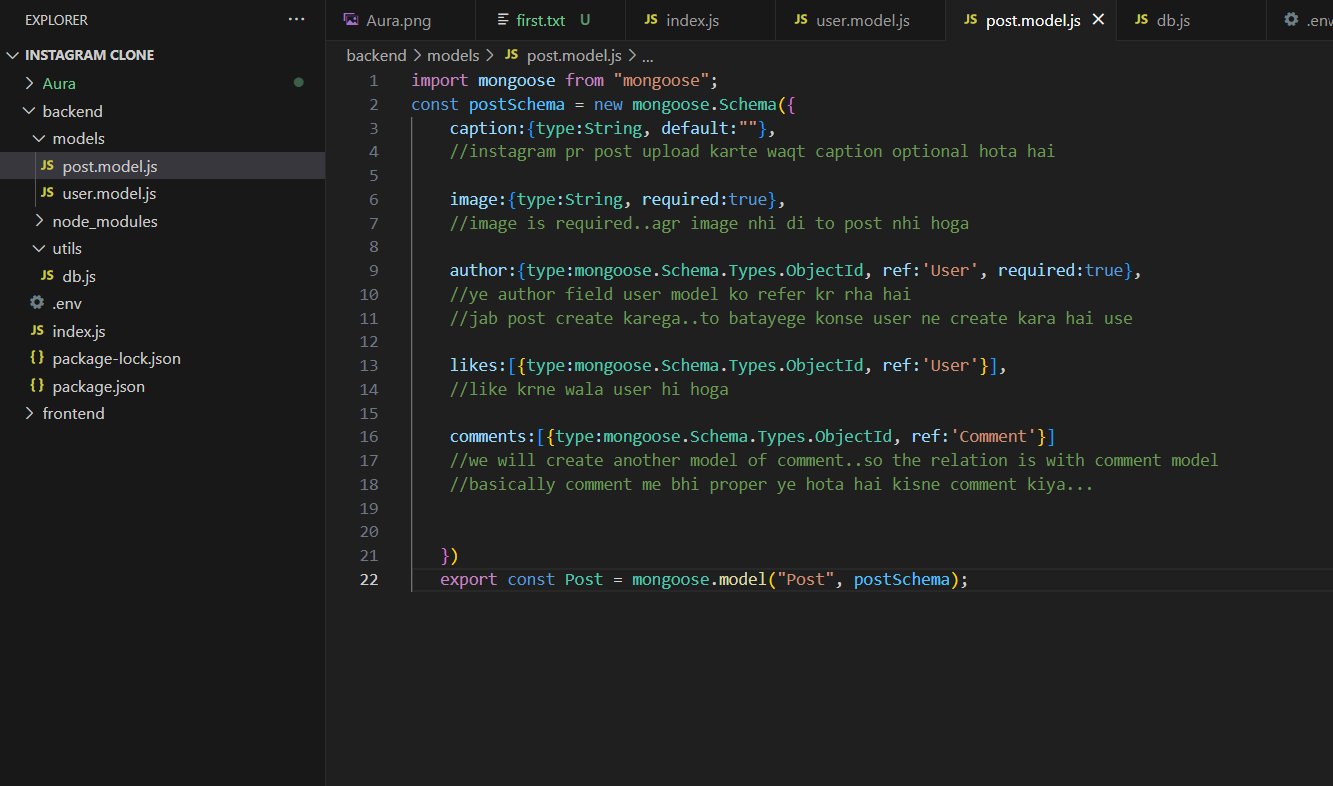 EXPLORER ...
INSTAGRAM CLONE
Aura
backend
models
post.model.js
user.model.js
node_modules
utils
JS db.js
.env
JS index.js
{} package-lock.json
{} package.json
frontend
Aura.png
first.txt U
JS index.js
JS user.model.js
JS post.model.js
JS db.js
.env
backend > models > JS post.model.js > ...
1 import mongoose from "mongoose";
2 const postSchema = new mongoose.Schema({
3 caption:{type:String, default:""},
4 //instagram pr post upload karte waqt caption optional hota hai
5
6 image:{type:String, required:true},
7 //image is required..agr image nhi di to post nhi hoga
8
9 author:{type:mongoose.Schema.Types.ObjectId, ref:'User', required:true},
10 //ye author field user model ko refer kr rha hai
11 //jab post create karega..to batayege konse user ne create kara hai use
12
13 likes:[{type:mongoose.Schema.Types.ObjectId, ref:'User'}],
14 //like krne wala user hi hoga
15
16 comments:[{type:mongoose.Schema.Types.ObjectId, ref:'Comment'}]
17 //we will create another model of comment..so the relation is with comment model
18 //basically comment me bhi proper ye hota hai kisne comment kiya...
19
20
21 })
22 export const Post = mongoose.model("Post", postSchema);